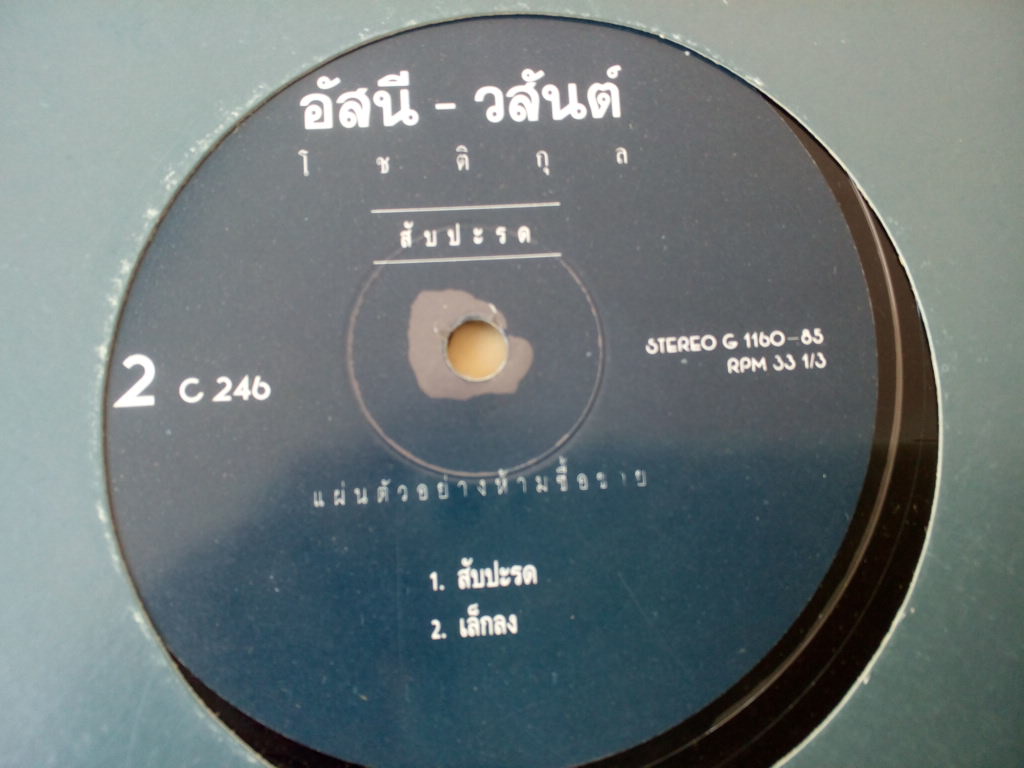 อัสนี - วสันต์
โชติกุล
สับปะรด
STEREO G 1160-85
RPM 33 1/3
2 C 246
แผ่นตัวอย่างห้ามซื้อขาย
1. สับปะรด
2. เล็กลง